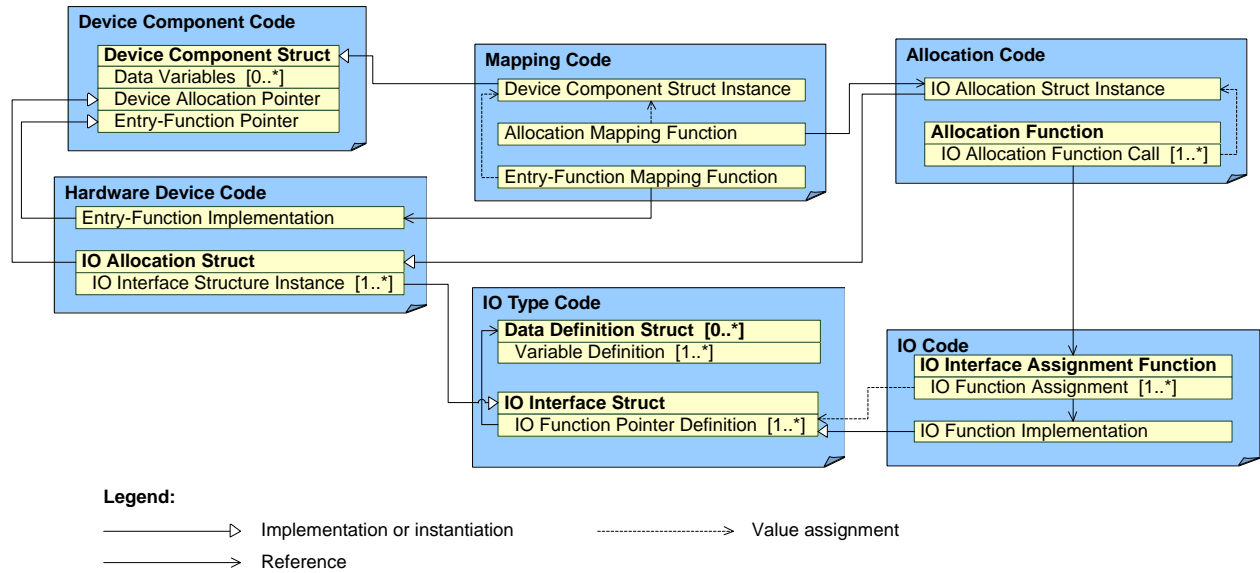 Device Component Code
Device Component Struct
Data Variables [0..*]
Device Allocation Pointer
Entry-Function Pointer
Mapping Code
Device Component Struct Instance
Allocation Mapping Function
Entry-Function Mapping Function
Allocation Code
IO Allocation Struct Instance
Allocation Function
IO Allocation Function Call [1..*]
Hardware Device Code
Entry-Function Implementation
IO Allocation Struct
IO Interface Structure Instance [1..*]
IO Type Code
Data Definition Struct [0..*]
Variable Definition [1..*]
IO Interface Struct
IO Function Pointer Definition [1..*]
IO Code
IO Interface Assignment Function
IO Function Assignment [1..*]
IO Function Implementation
Legend:
Implementation or instantiation
Value assignment
Reference